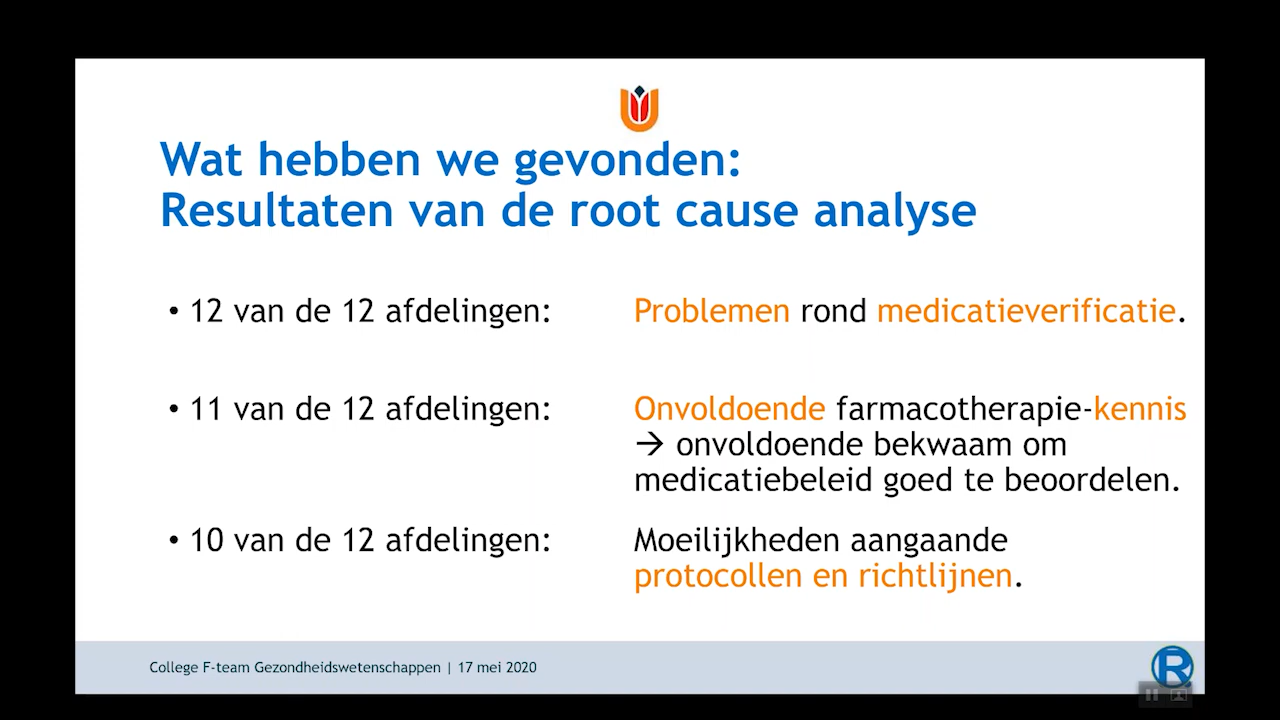 Wat hebben we gevonden:
Resultaten van de root cause analyse
• 12 van de 12 afdelingen: Problemen rond medicatieverificatie.
• 11 van de 12 afdelingen: Onvoldoende farmacotherapie-kennis
→ onvoldoende bekwaam om
medicatiebeleid goed te beoordelen.
• 10 van de 12 afdelingen: Moeilijkheden aangaande
protocollen en richtlijnen.
College F-team Gezondheidswetenschappen | 17 mei 2020
R